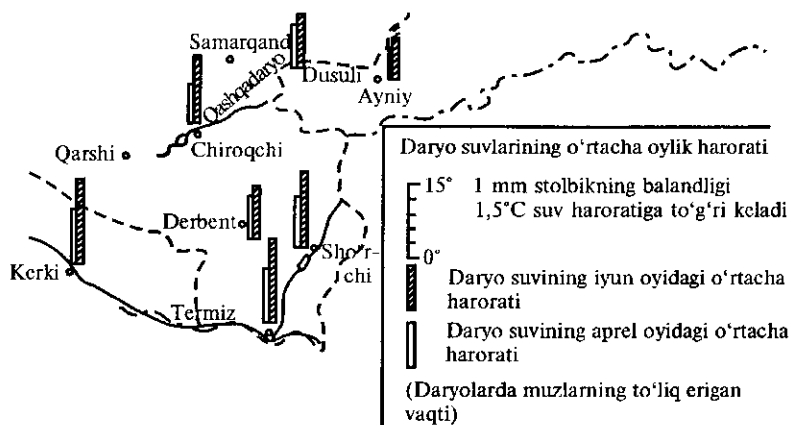 Samarqand
Qashqadaryo
Dusuli
Ayniy
Qarshi
Chiroqchi
Derbent
Sho‘r-
chi
Kerki
Termiz
Daryo suvlarining o‘rtacha oylik harorati
15°
1 mm stolbikning balandligi
1,5°C suv haroratiga to‘g‘ri keladi
0°
Daryo suvining iyun oyidagi o‘rtacha
harorati
Daryo suvining aprel oyidagi o‘rtacha
harorati
(Daryolarda muzlarning to‘liq erigan
vaqti)